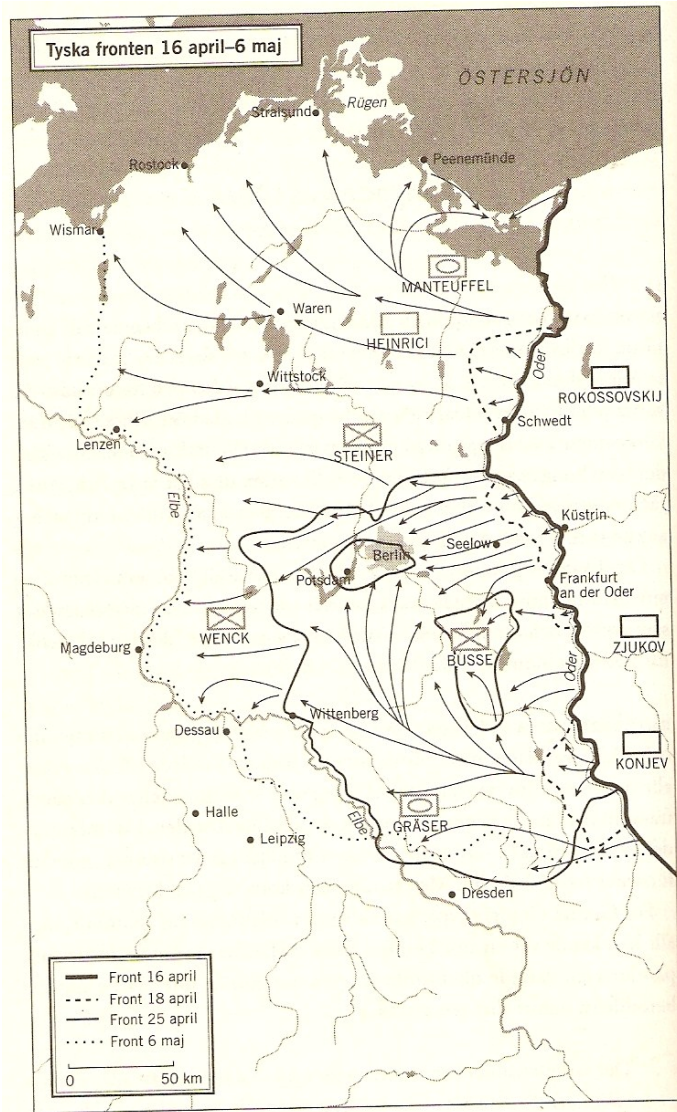 Tyska fronten 16 april–6 maj
ÖSTERSJÖN
Rügen
Stralsund
Peenemünde
Rostock
Wismar
MANTEUFFEL
Waren
HEINRICI
Oder
ROKOSSOVSKIJ
Wittstock
Schwedt
Lenzen
STEINER
Elbe
Küstrin
Seelow
Berlin
Potsdam
Frankfurt
an der Oder
WENCK
BUSSE
ZJUKOV
Magdeburg
Oder
Wittenberg
Dessau
KONJEV
Halle
Elbe
GRÄSER
Leipzig
Dresden
Front 16 april
Front 18 april
Front 25 april
Front 6 maj
0 50 km